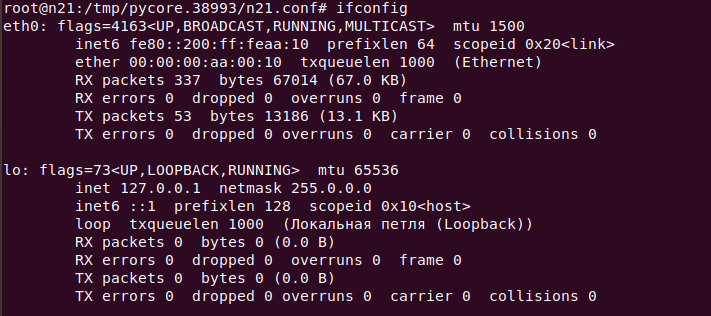 root@n21:/tmp/pycore.38993/n21.conf# ifconfig
eth0: flags=4163<UP,BROADCAST,RUNNING,MULTICAST>  mtu 1500
        inet6 fe80::200:ff:feaa:10  prefixlen 64  scopeid 0x20<link>
        ether 00:00:00:aa:00:10  txqueuelen 1000  (Ethernet)
        RX packets 337  bytes 67014 (67.0 KB)
        RX errors 0  dropped 0  overruns 0  frame 0
        TX packets 53  bytes 13186 (13.1 KB)
        TX errors 0  dropped 0 overruns 0  carrier 0  collisions 0

lo: flags=73<UP,LOOPBACK,RUNNING>  mtu 65536
        inet 127.0.0.1  netmask 255.0.0.0
        inet6 ::1  prefixlen 128  scopeid 0x10<host>
        loop  txqueuelen 1000  (Локальная петля (Loopback))
        RX packets 0  bytes 0 (0.0 B)
        RX errors 0  dropped 0  overruns 0  frame 0
        TX packets 0  bytes 0 (0.0 B)
        TX errors 0  dropped 0 overruns 0  carrier 0  collisions 0